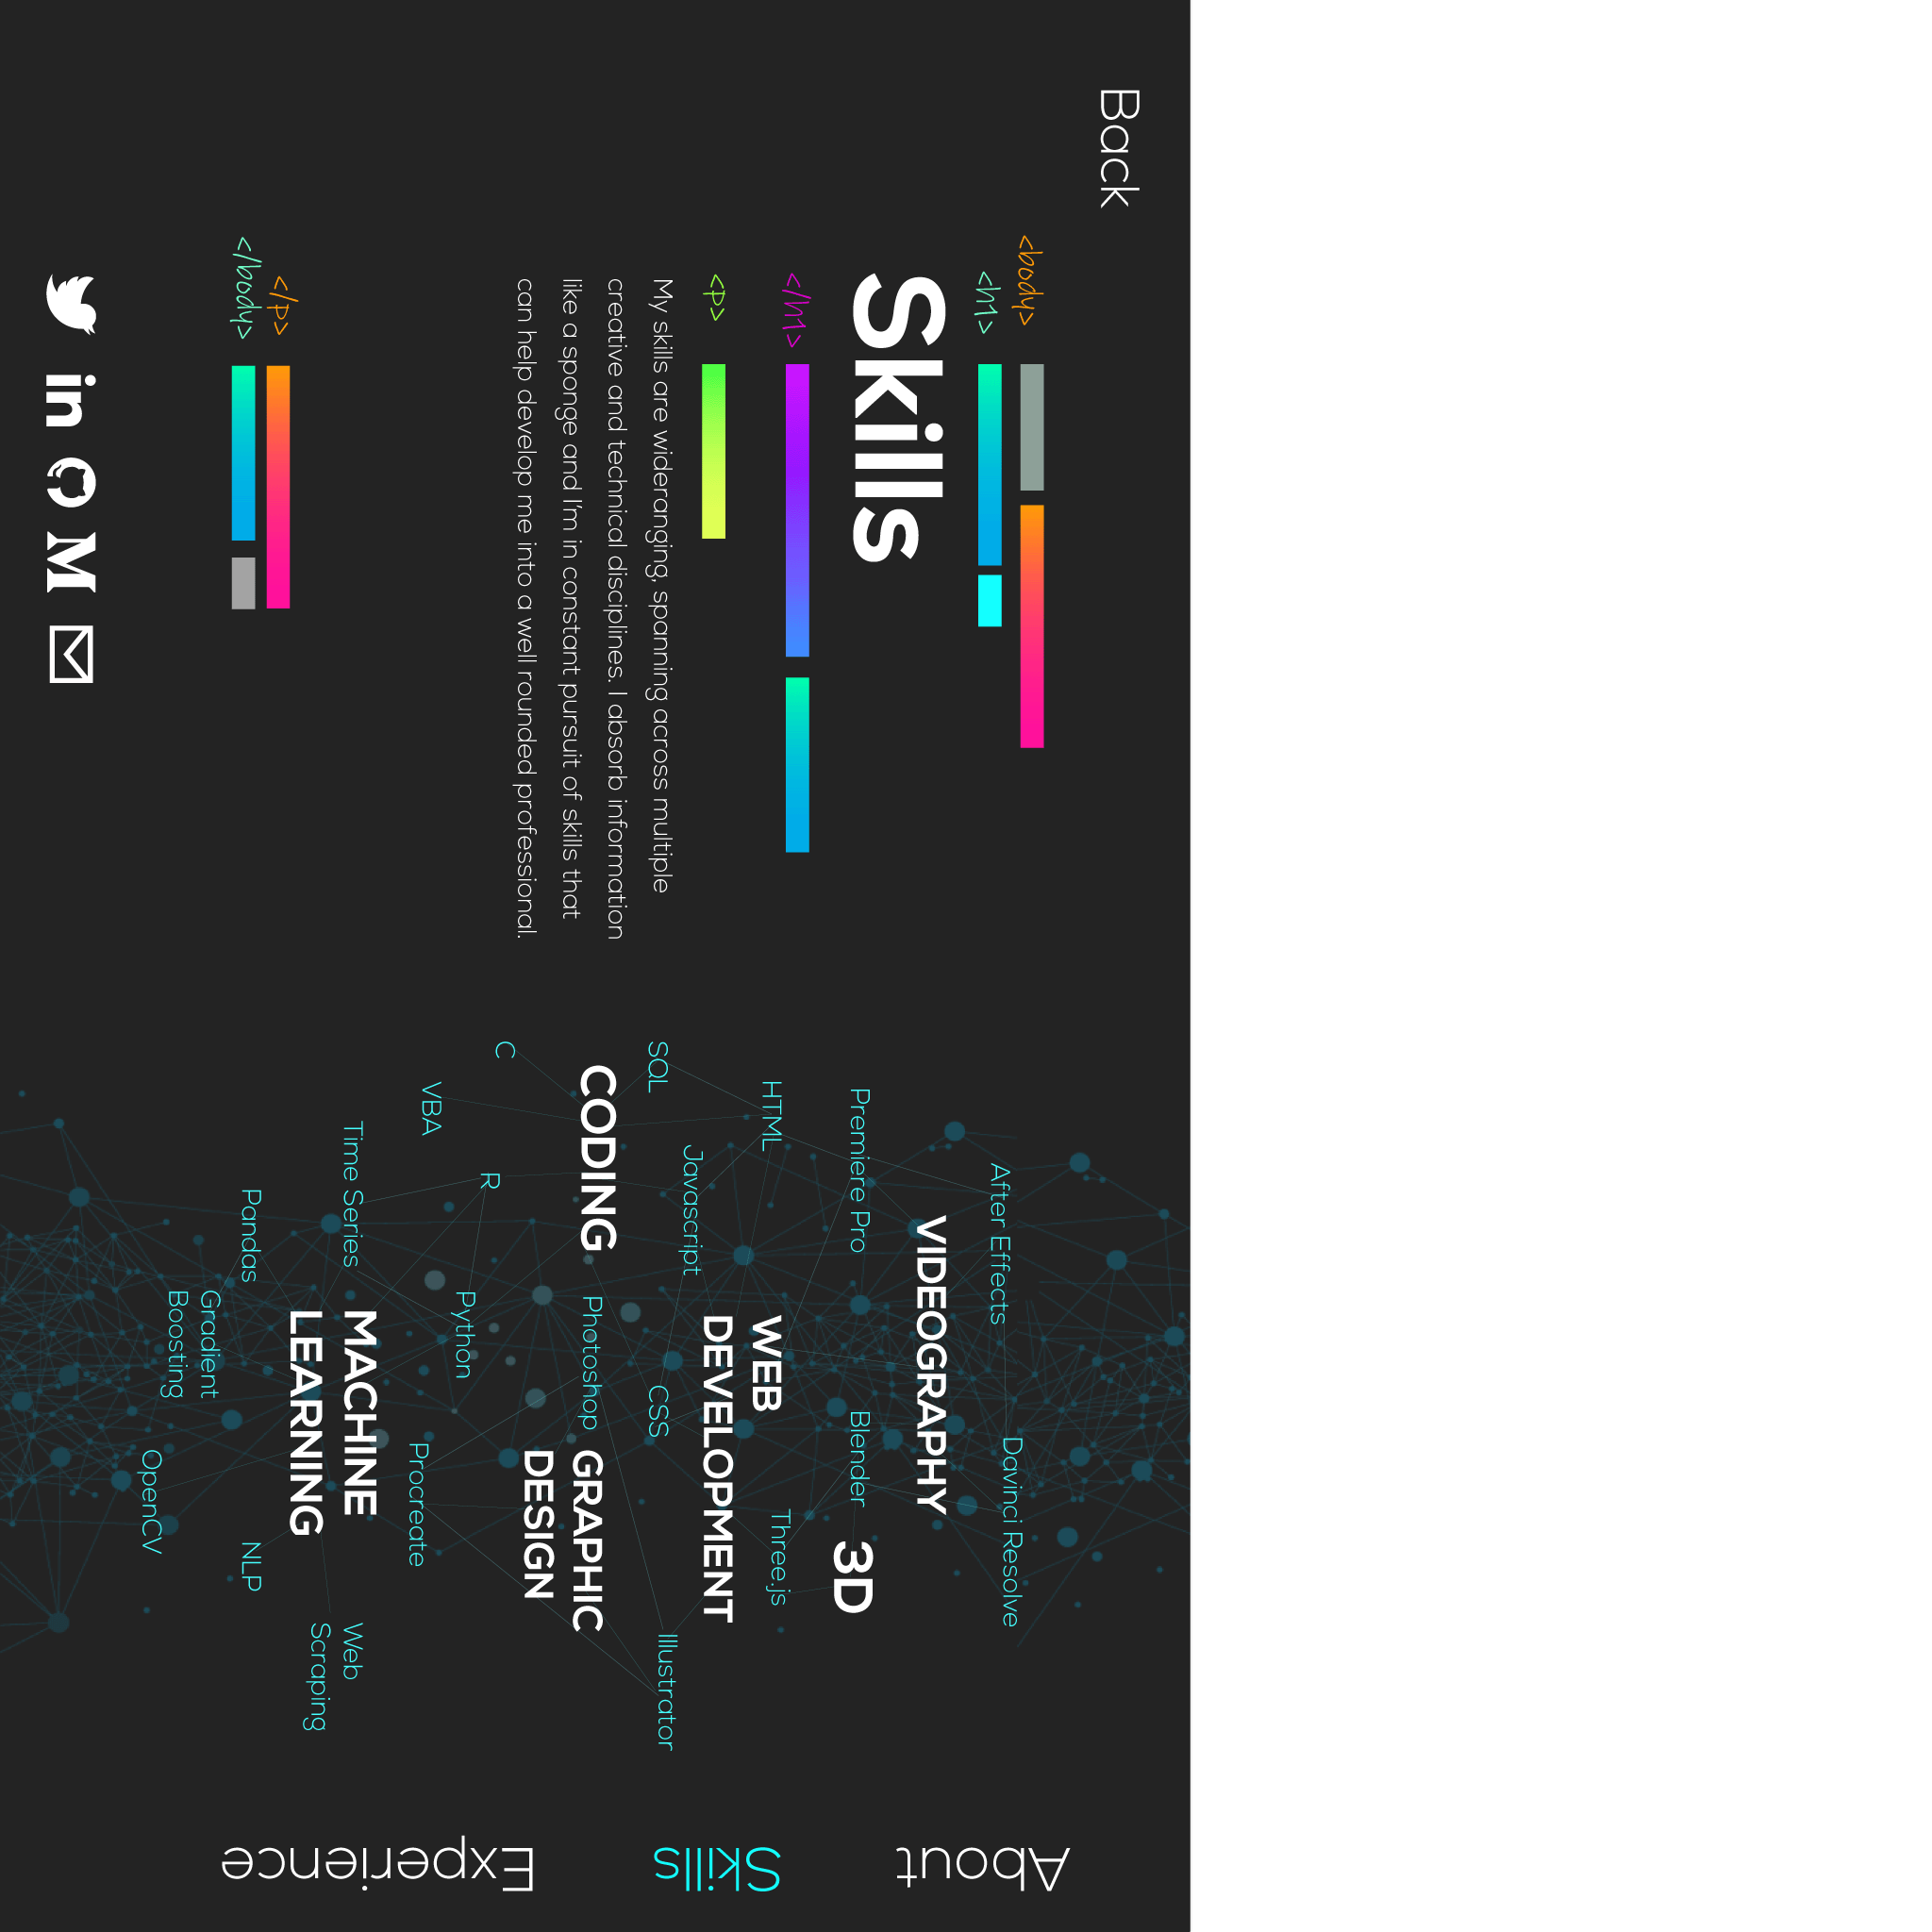 Back
<body>
<h1>
Skills
</h1>
<p>
My skills are wideranging, spanning across multiple
creative and technical disciplines. I absorb information
like a sponge and I'm in constant pursuit of skills that
can help develop me into a well rounded professional.
</p>
</body>
in
M
After Effects
Davinci Resolve
VIDEOGRAPHY
Premiere Pro
Blender
3D
HTML
WEB
DEVELOPMENT
Three.js
Javascript
SQL
CSS
Illustrator
CODING
Photoshop
GRAPHIC
DESIGN
C
R
Python
VBA
Procreate
Time Series
MACHINE
LEARNING
Web
Scraping
Pandas
NLP
Gradient
Boosting
OpenCV
About
Skills
Experience